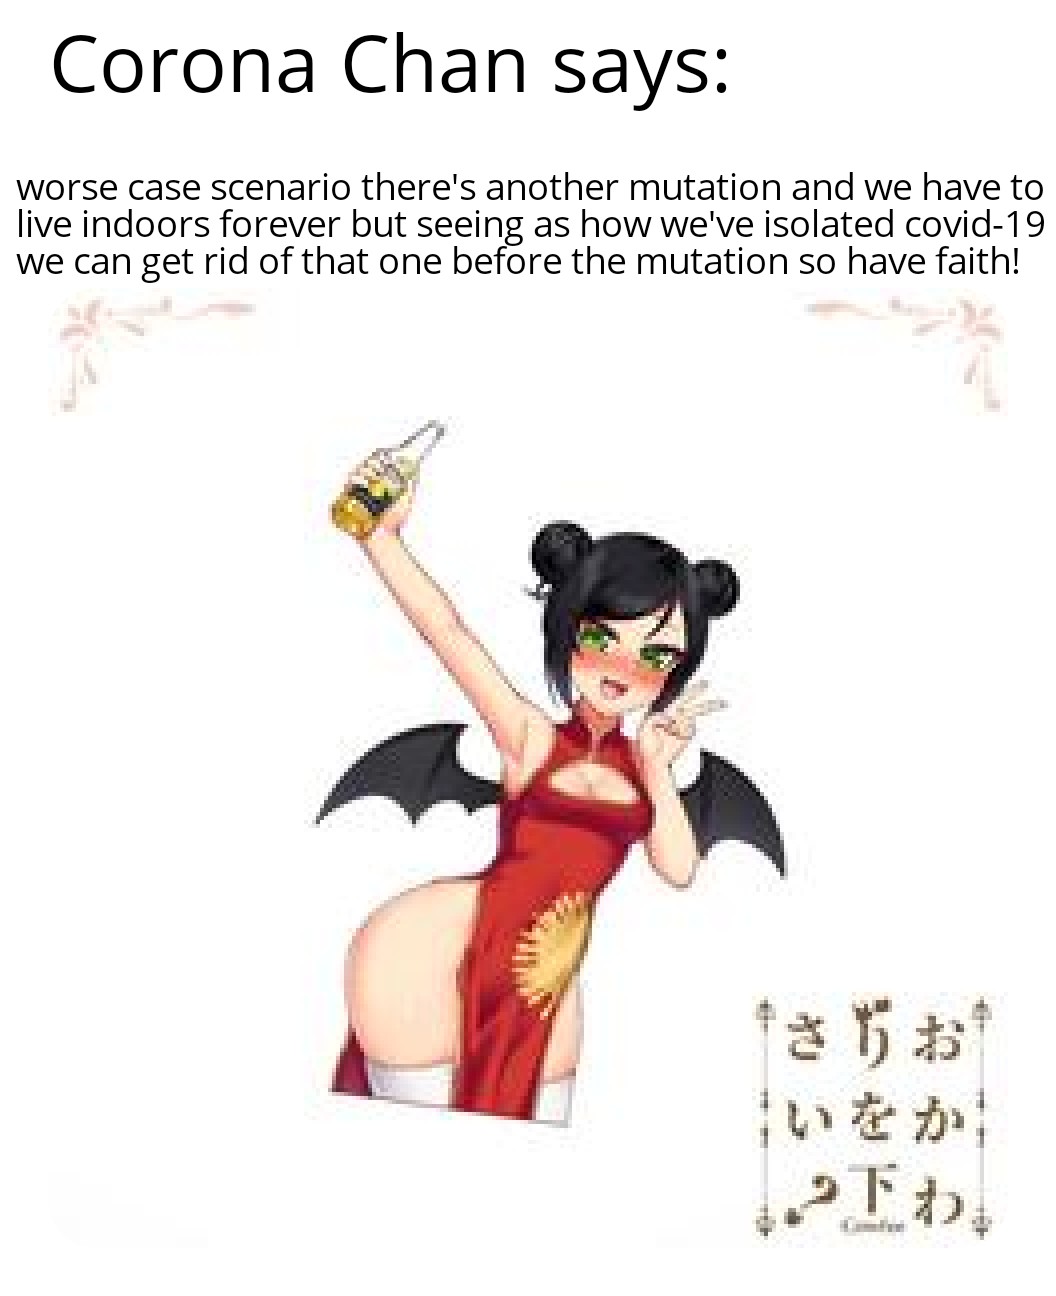 Corona Chan says:
worse case scenario there's another mutation and we have to
live indoors forever but seeing as how we've isolated covid-19
we can get rid of that one before the mutation so have faith!
おかわ
りを下
さい